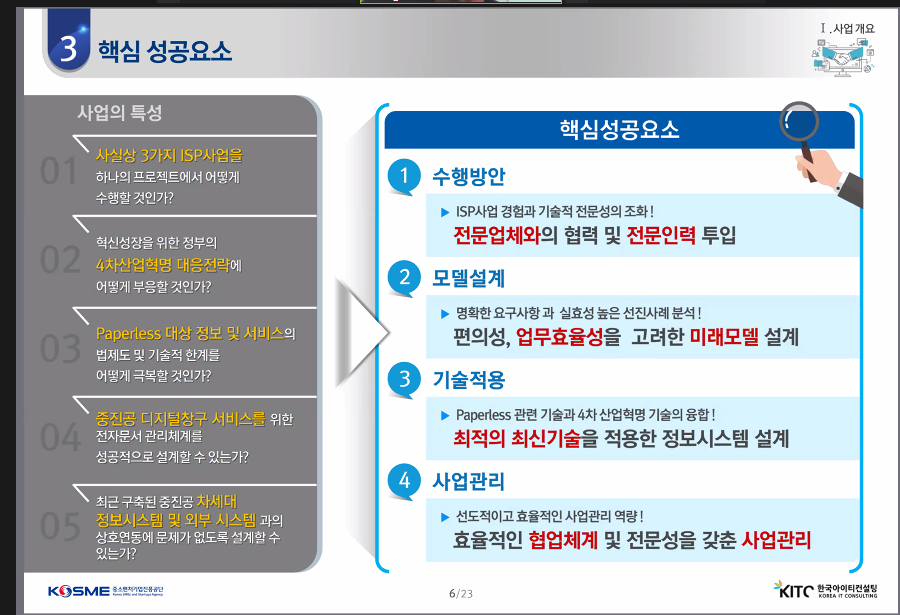 3 핵심 성공요소
Ⅰ.사업 개요
사업의 특성
01
사실상 3가지 ISP사업을
하나의 프로젝트에서 어떻게
수행할 것인가?
02
혁신성장을 위한 정부의
4차산업혁명 대응전략에
어떻게 부응할 것인가?
03
Paperless 대상 정보 및 서비스의
법제도 및 기술적 한계를
어떻게 극복할 것인가?
04
중진공 디지털창구 서비스를 위한
전자문서 관리체계를
성공적으로 설계할 수 있는가?
05
최근 구축된 중진공 차세대
정보시스템 및 외부 시스템 과의
상호연동에 문제가 없도록 설계할 수
있는가?
핵심성공요소
1 수행방안
▶ ISP사업 경험과 기술적 전문성의 조화 !
전문업체와의 협력 및 전문인력 투입
2 모델설계
▶ 명확한 요구사항 과 실효성 높은 선진사례 분석 !
편의성, 업무효율성을 고려한 미래모델 설계
3 기술적용
▶ Paperless 관련 기술과 4차 산업혁명 기술의 융합 !
최적의 최신기술을 적용한 정보시스템 설계
4 사업관리
▶ 선도적이고 효율적인 사업관리 역량 !
효율적인 협업체계 및 전문성을 갖춘 사업관리
KOSME 중소벤처기업진흥공단
Korea SMEs and Startups Agency
6/23
KITC 한국아이티컨설팅
KOREA IT CONSULTING